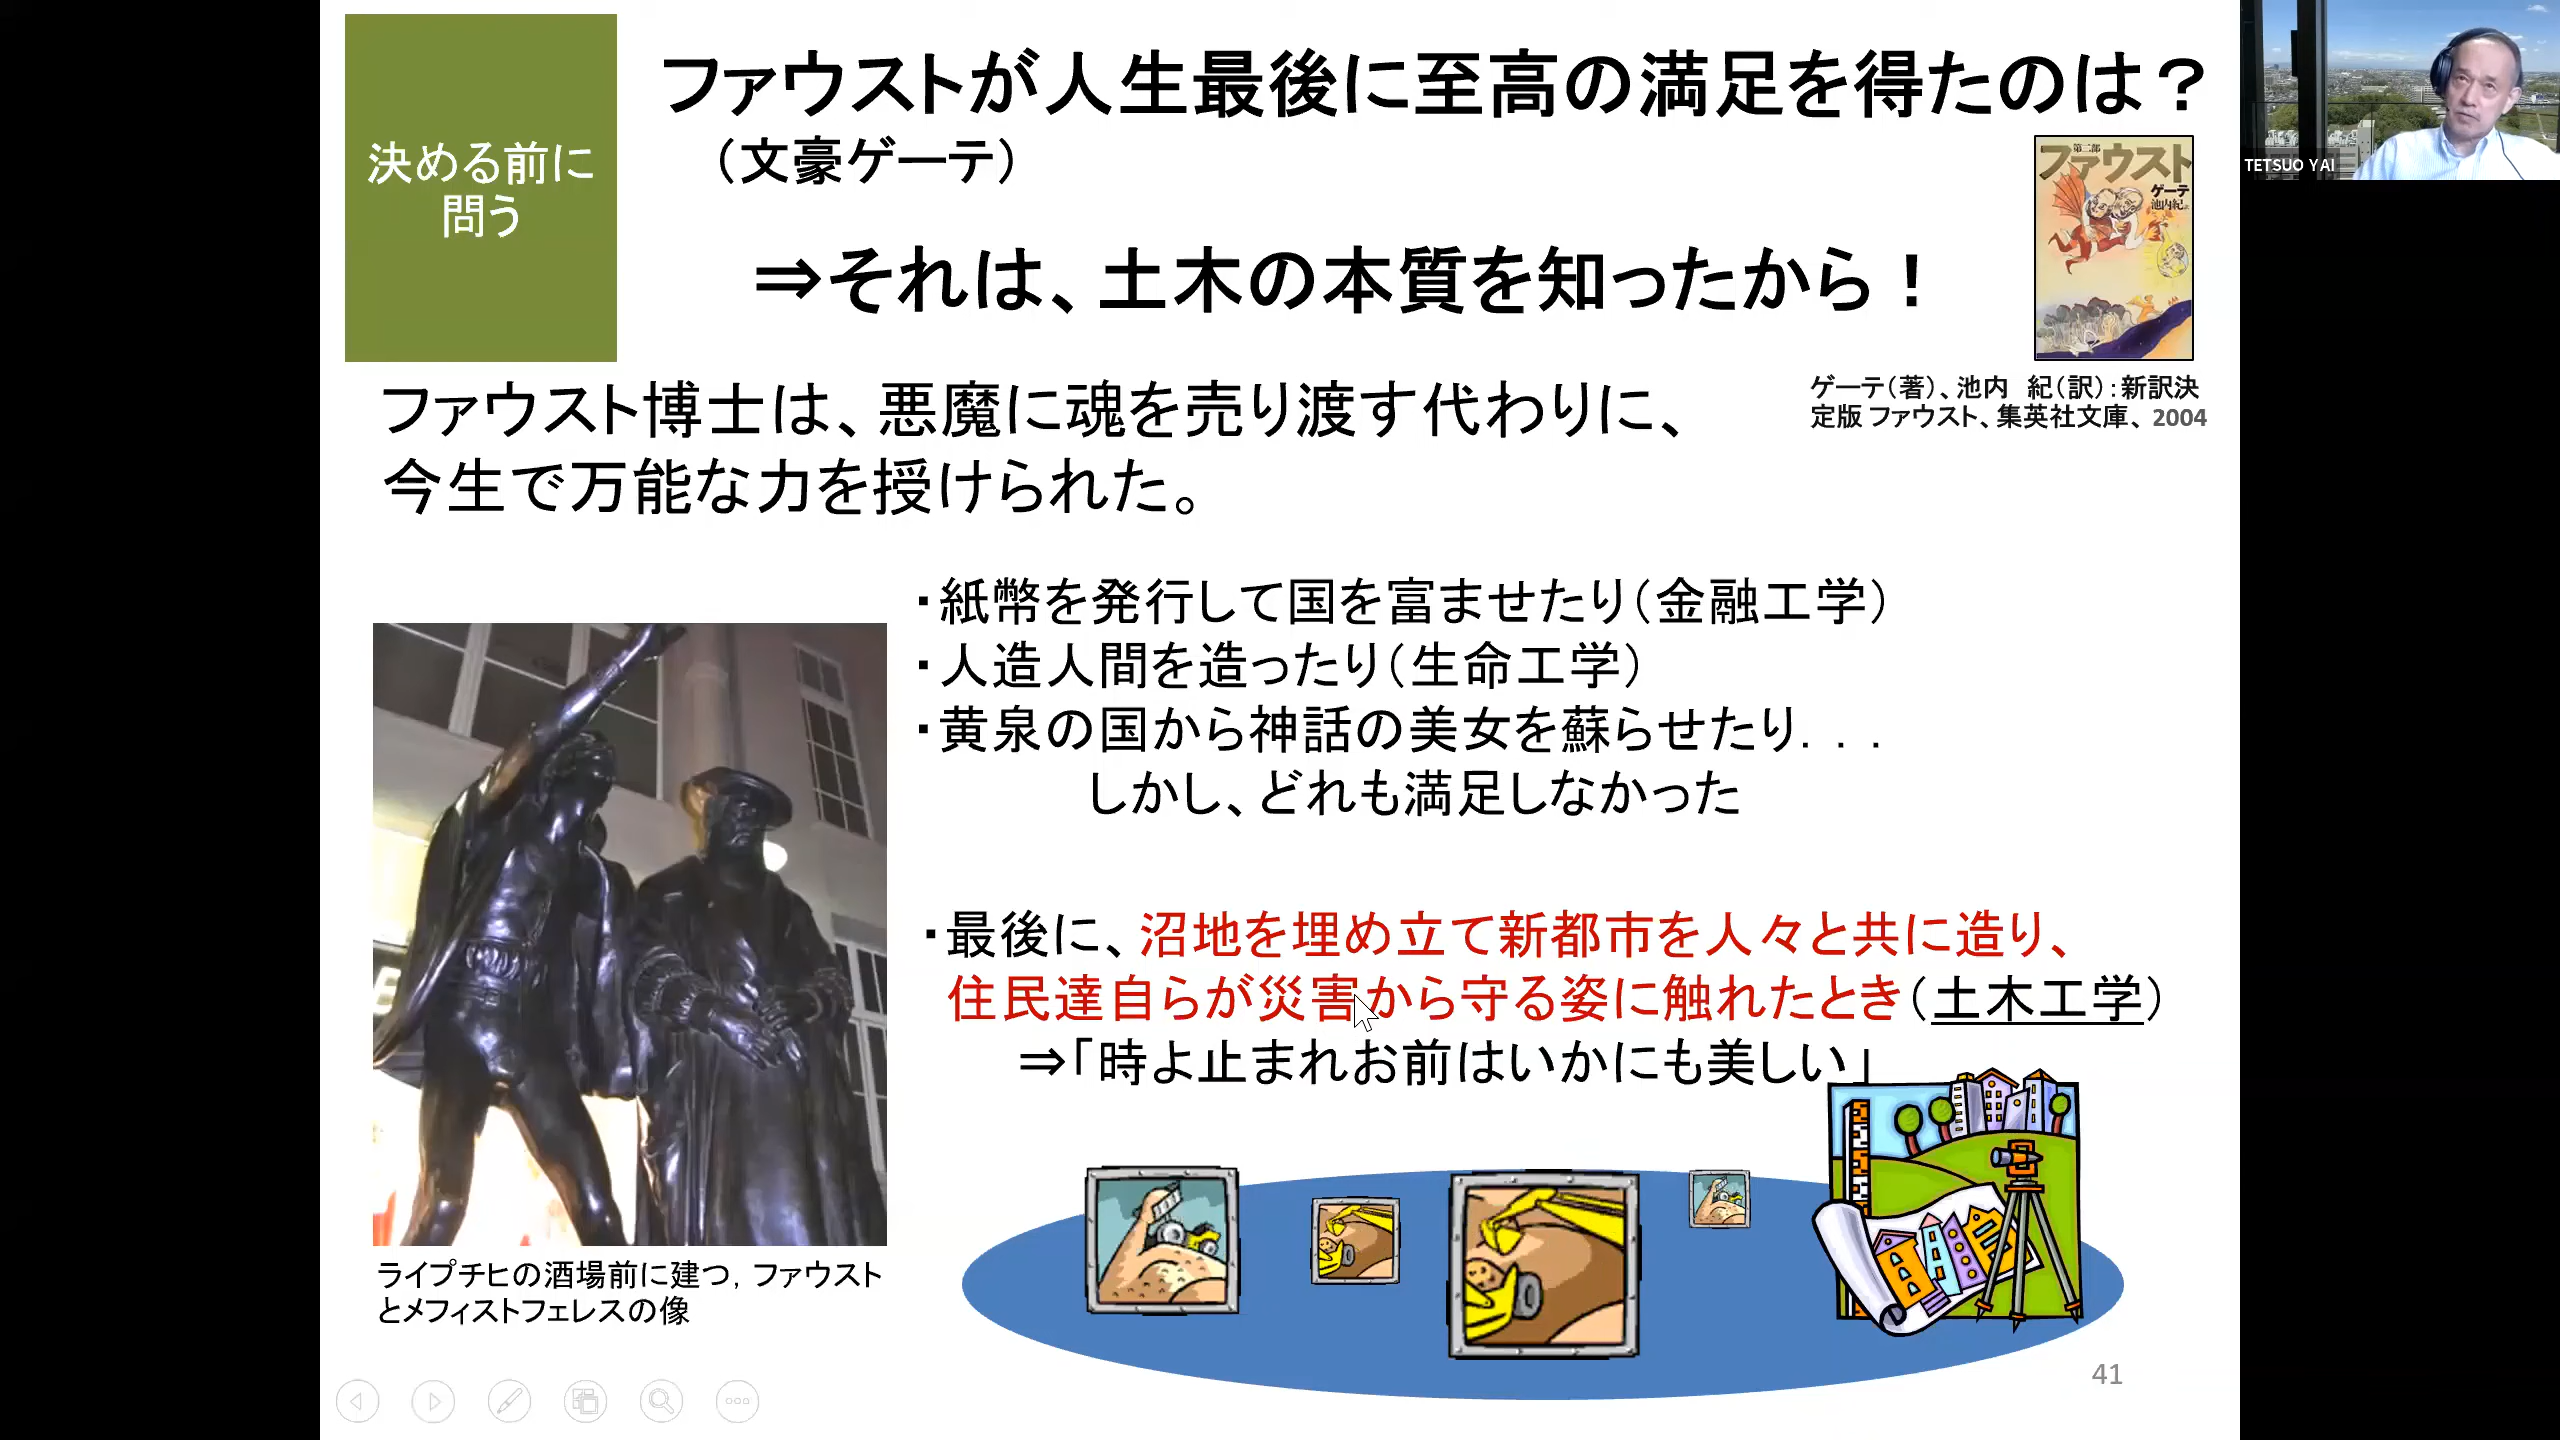 決める前に
問う
ファウストが人生最後に至高の満足を得たのは？
（文豪ゲーテ）
⇒それは、土木の本質を知ったから！
第二部
ファウスト
ゲーテ
池内紀 訳
TETSUO YAI
ゲーテ（著）、池内　紀（訳）：新訳決
定版 ファウスト、集英社文庫、2004
ファウスト博士は、悪魔に魂を売り渡す代わりに、
今生で万能な力を授けられた。
・紙幣を発行して国を富ませたり（金融工学）
・人造人間を造ったり（生命工学）
・黄泉の国から神話の美女を蘇らせたり．．．
しかし、どれも満足しなかった
・最後に、沼地を埋め立て新都市を人々と共に造り、
住民達自らが災害から守る姿に触れたとき（土木工学）
⇒「時よ止まれお前はいかにも美しい」
ライプチヒの酒場前に建つ，ファウスト
とメフィストフェレスの像
41